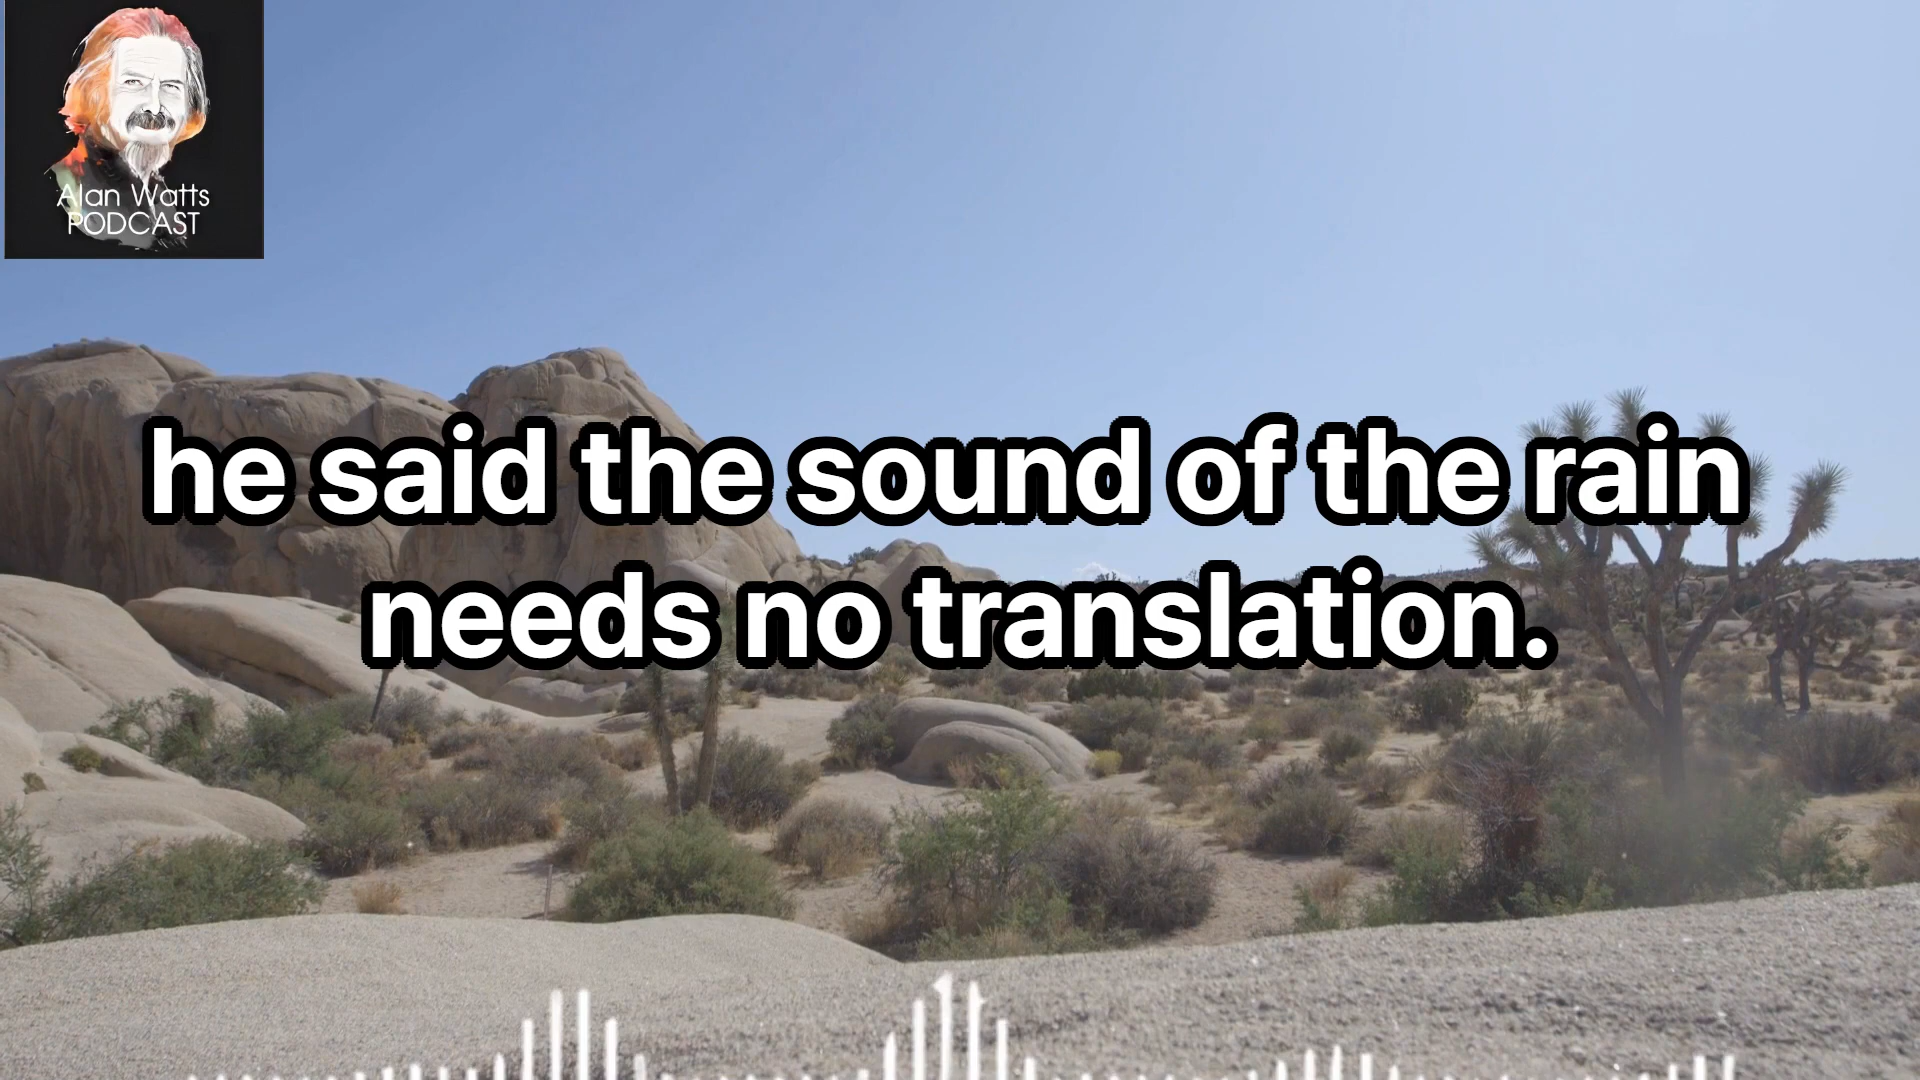 Alan Watts
PODCAST
he said the sound of the rain
needs no translation.